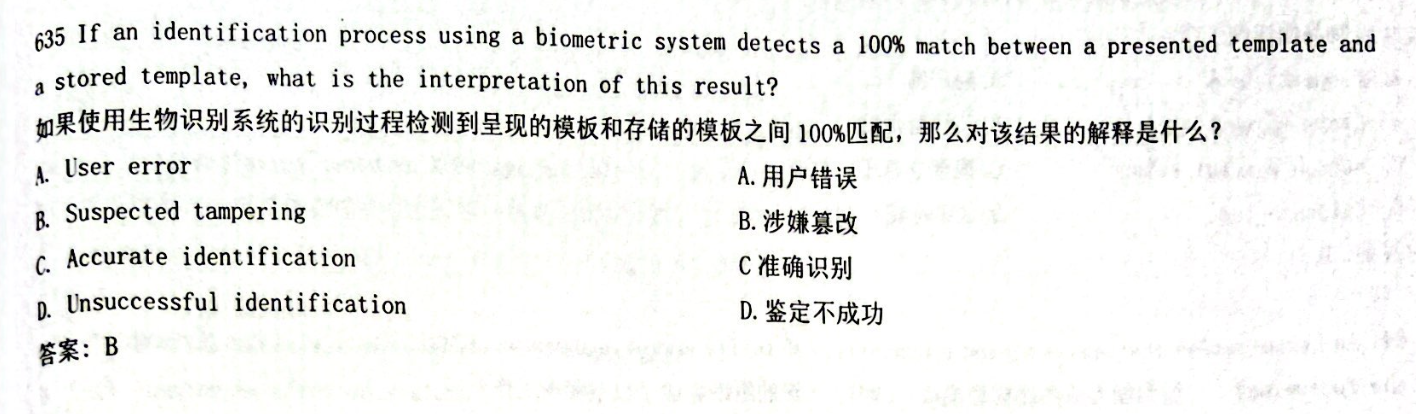 635 If an identification process using a biometric system detects a 100% match between a presented template and
a stored template, what is the interpretation of this result?
如果使用生物识别系统的识别过程检测到呈现的模板和存储的模板之间100%匹配，那么对该结果的解释是什么？
A. User error A.用户错误
B. Suspected tampering B.涉嫌篡改
C. Accurate identification C准确识别
D. Unsuccessful identification D.鉴定不成功
答案：B